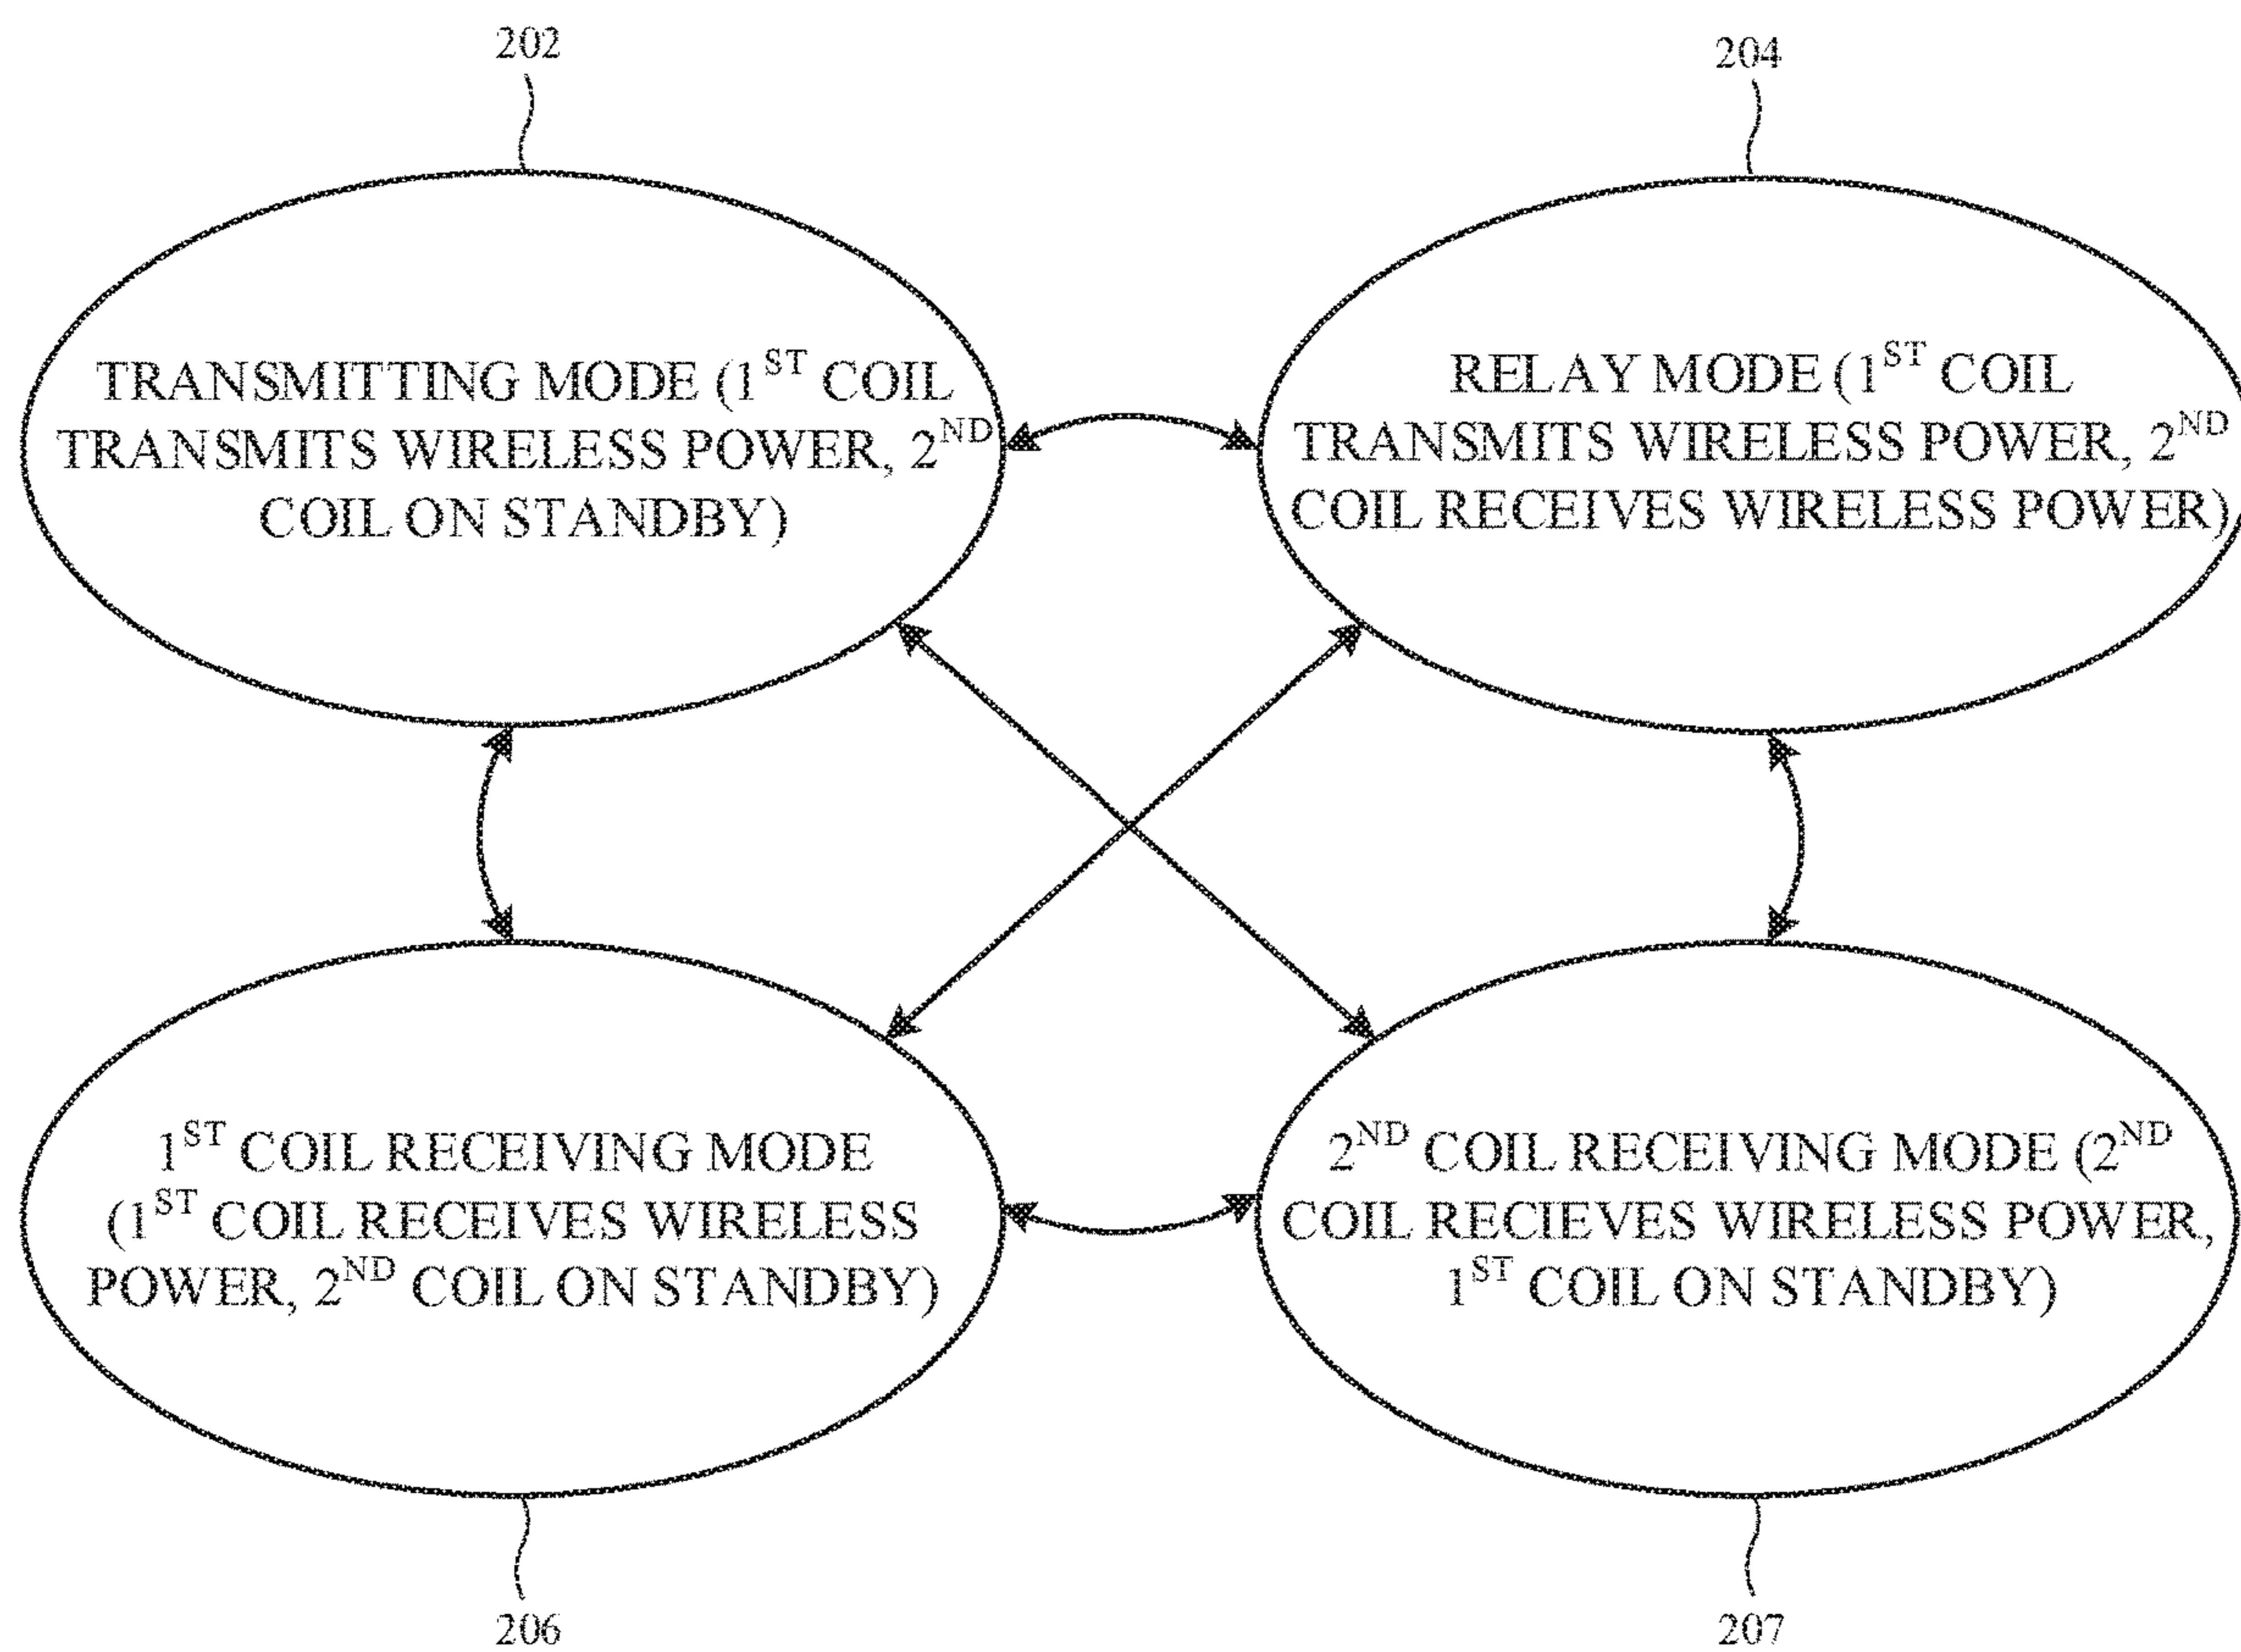 202
204
TRANSMITTING MODE (1ST COIL
TRANSMITS WIRELESS POWER, 2ND
COIL ON STANDBY)
RELAY MODE (1ST COIL
TRANSMITS WIRELESS POWER, 2ND
COIL RECEIVES WIRELESS POWER)
1ST COIL RECEIVING MODE
(1ST COIL RECEIVES WIRELESS
POWER, 2ND COIL ON STANDBY)
2ND COIL RECEIVING MODE (2ND
COIL RECIEVES WIRELESS POWER,
1ST COIL ON STANDBY)
206
207